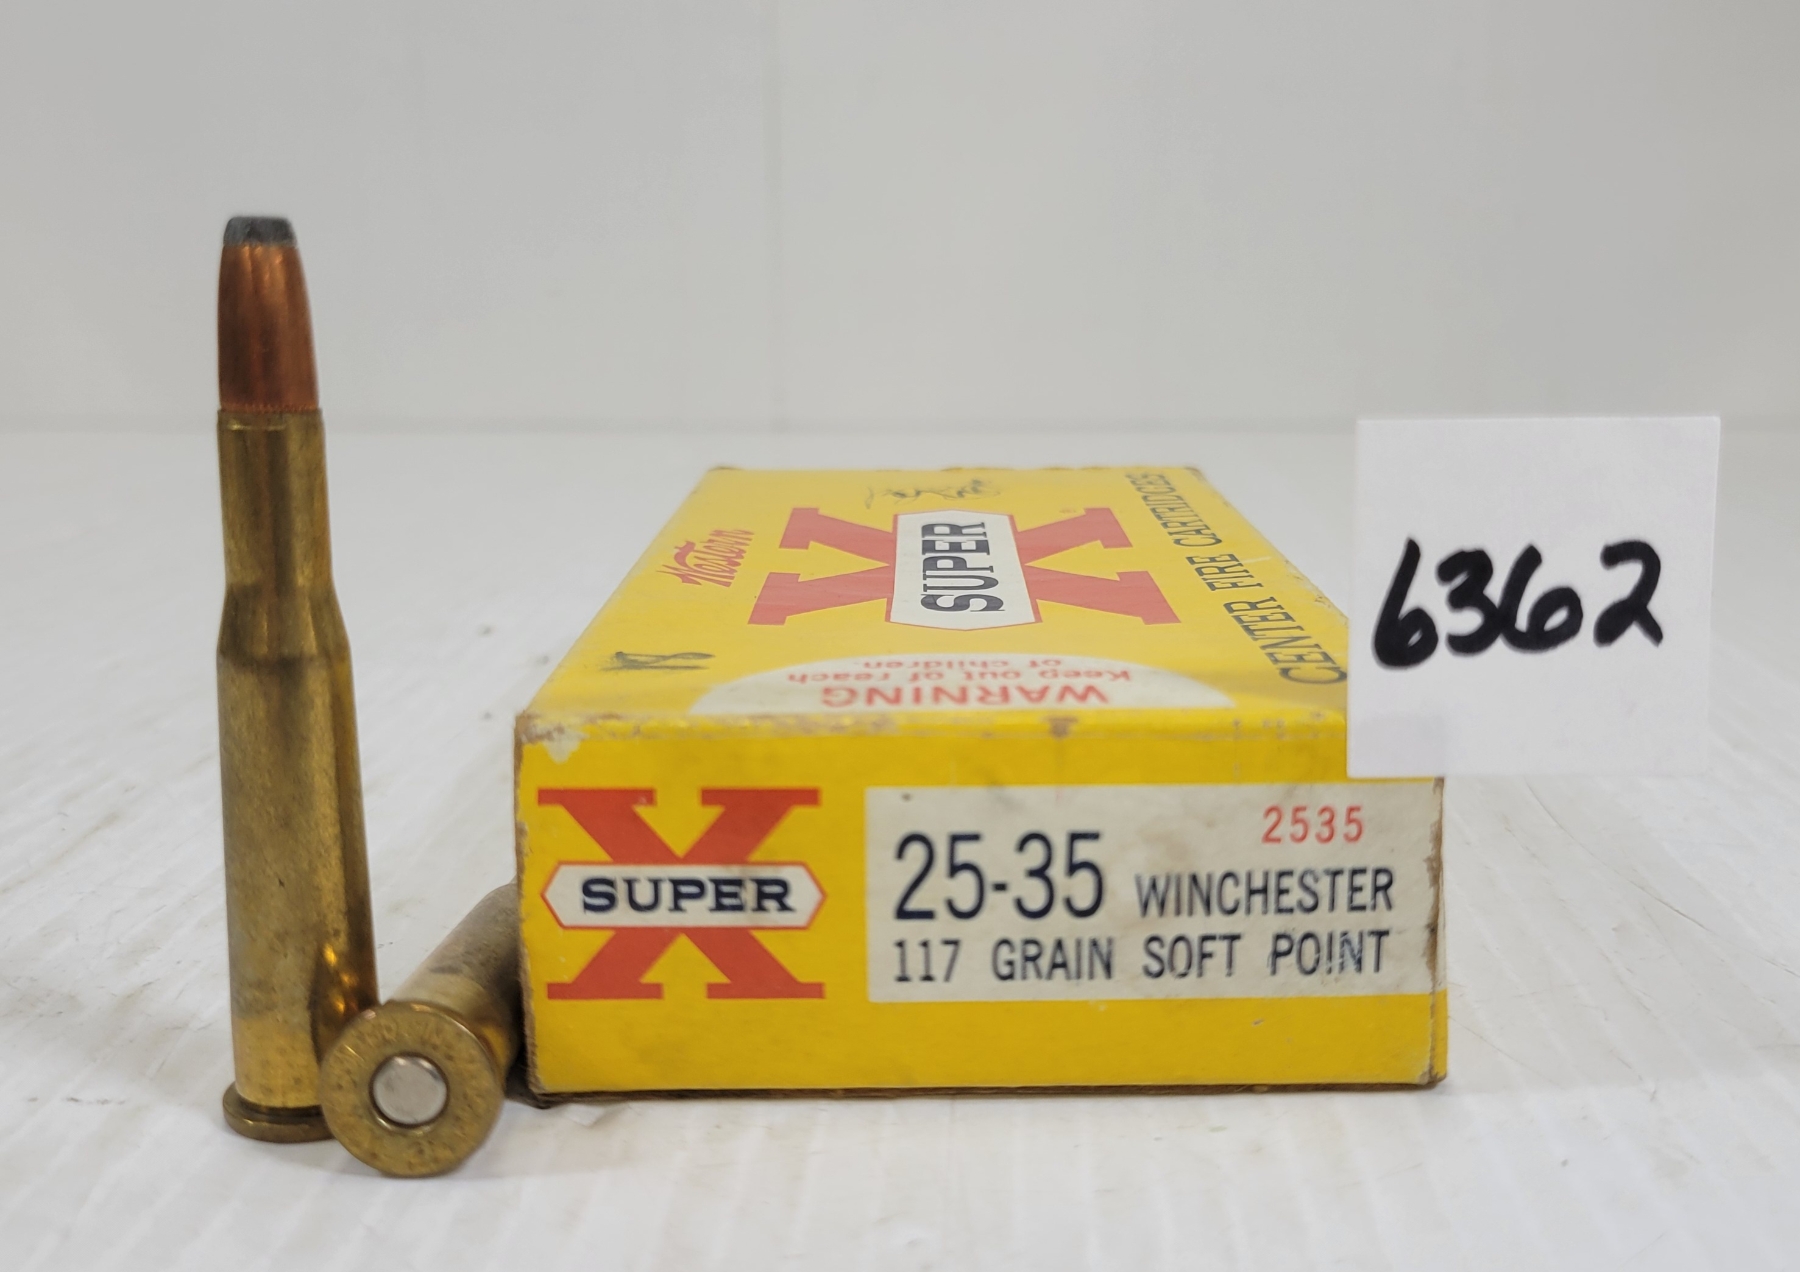 Western
SUPER X
CENTER FIRE CARTRIDGES
18
WARNING
Keep out of reach
of children.
6362
SUPER X
2535
25-35 WINCHESTER
117 GRAIN SOFT POINT